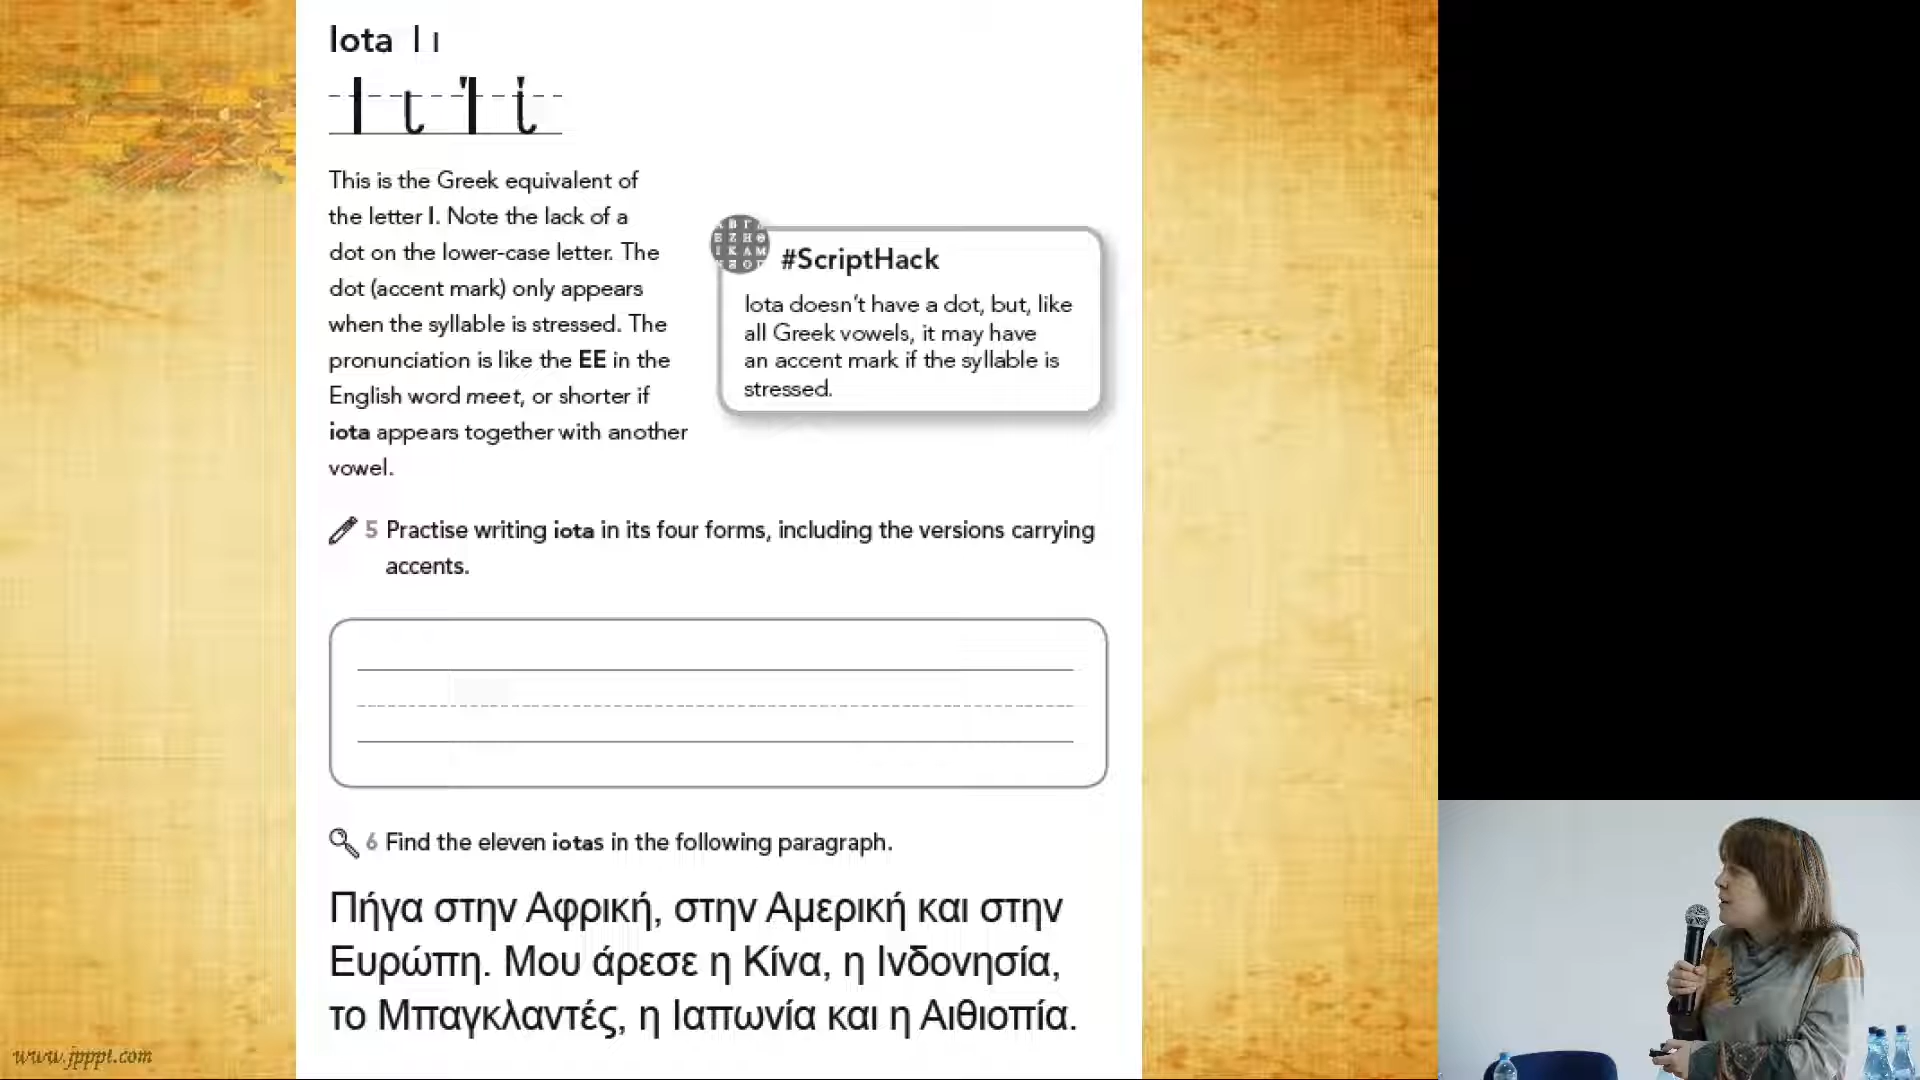 Iota Ι ι
Ι ι Ί ί
This is the Greek equivalent of
the letter I. Note the lack of a
dot on the lower-case letter. The
dot (accent mark) only appears
when the syllable is stressed. The
pronunciation is like the EE in the
English word meet, or shorter if
iota appears together with another
vowel.
#ScriptHack
Iota doesn't have a dot, but, like
all Greek vowels, it may have
an accent mark if the syllable is
stressed.
5 Practise writing iota in its four forms, including the versions carrying
accents.
6 Find the eleven iotas in the following paragraph.
Πήγα στην Αφρική, στην Αμερική και στην
Ευρώπη. Μου άρεσε η Κίνα, η Ινδονησία,
το Μπαγκλαντές, η Ιαπωνία και η Αιθιοπία.
www.jpppt.com